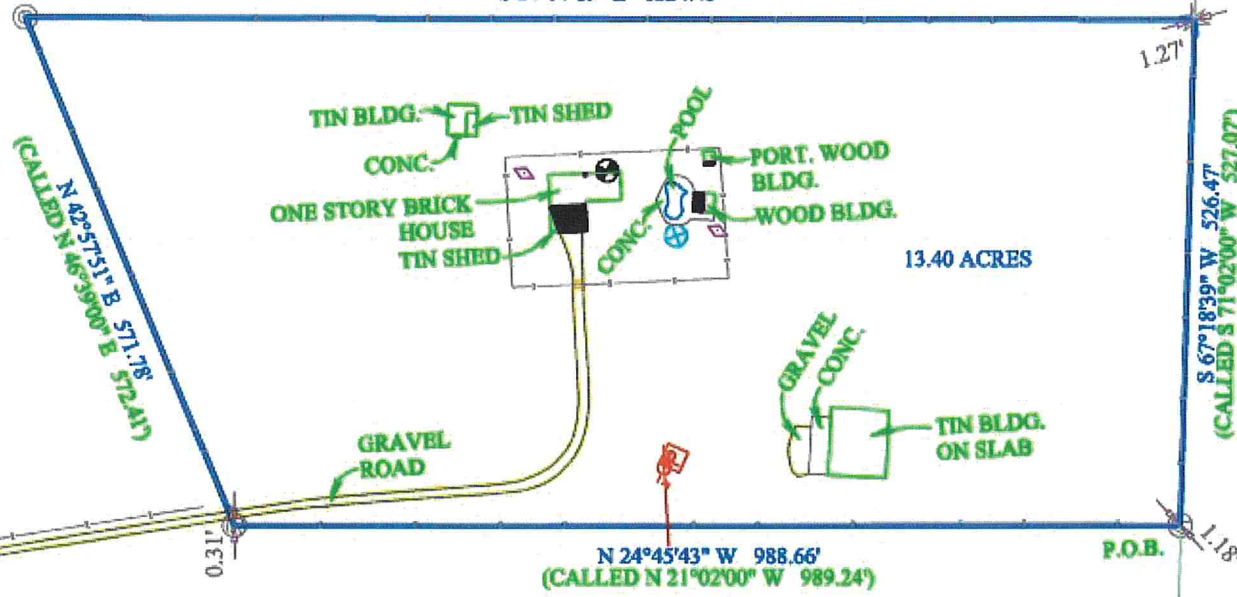 1.27'
TIN BLDG.
TIN SHED
CONC.
POOL
PORT. WOOD
BLDG.
ONE STORY BRICK
HOUSE
TIN SHED
CONC.
WOOD BLDG.
13.40 ACRES
N 42°57'51" E 571.78'
(CALLED N 46°39'00" E 572.41')
S 67°18'39" W 526.47'
(CALLED S 71°02'00" W 527.07')
GRAVEL
CONC.
TIN BLDG.
ON SLAB
GRAVEL
ROAD
0.31'
N 24°45'43" W 988.66'
(CALLED N 21°02'00" W 989.24')
P.O.B.
1.18'